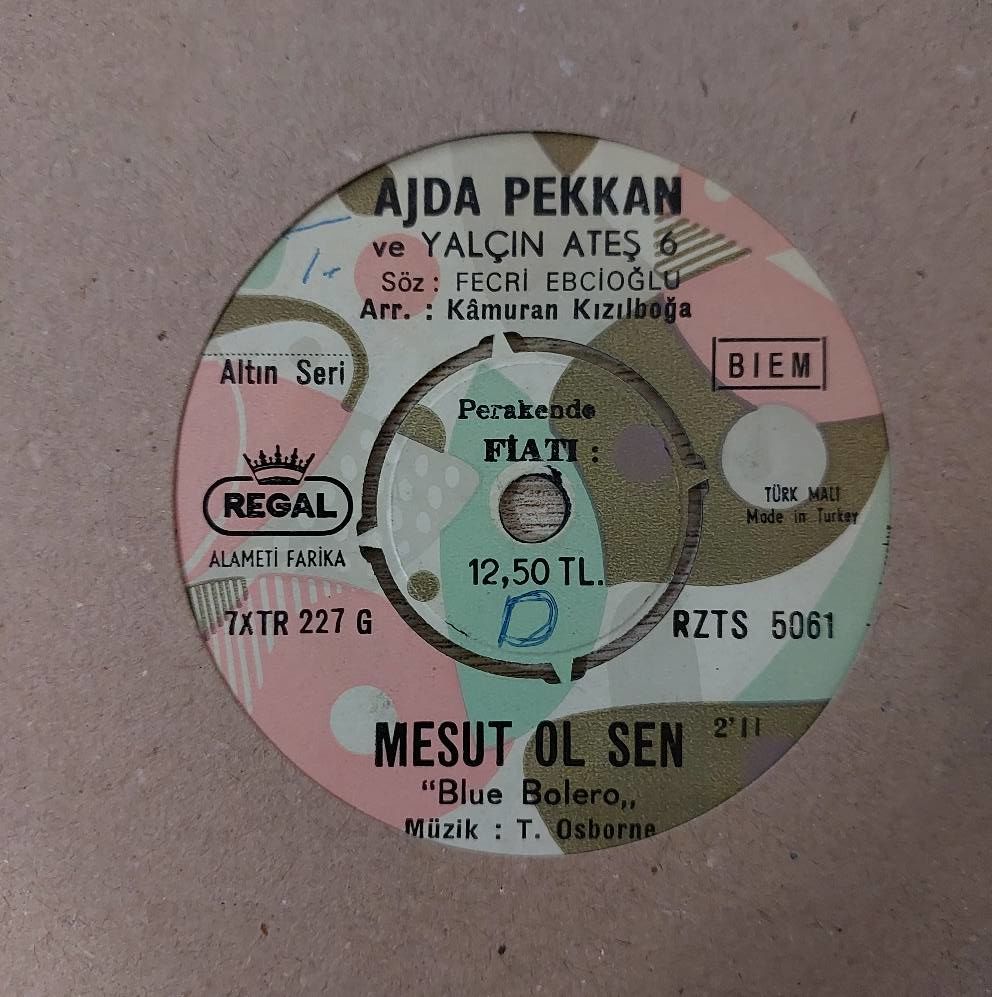 AJDA PEKKAN
ve YALÇIN ATEŞ 6
Söz : FECRİ EBCİOĞLU
Arr. : Kâmuran Kızılboğa
Altın Seri
BIEM
Perakende
FİATI :
REGAL
ALAMETİ FARİKA
TÜRK MALI
Made in Turkey
12,50 TL.
D
7XTR 227 G
RZTS 5061
MESUT OL SEN 2'11
“Blue Bolero„
Müzik : T. Osborne